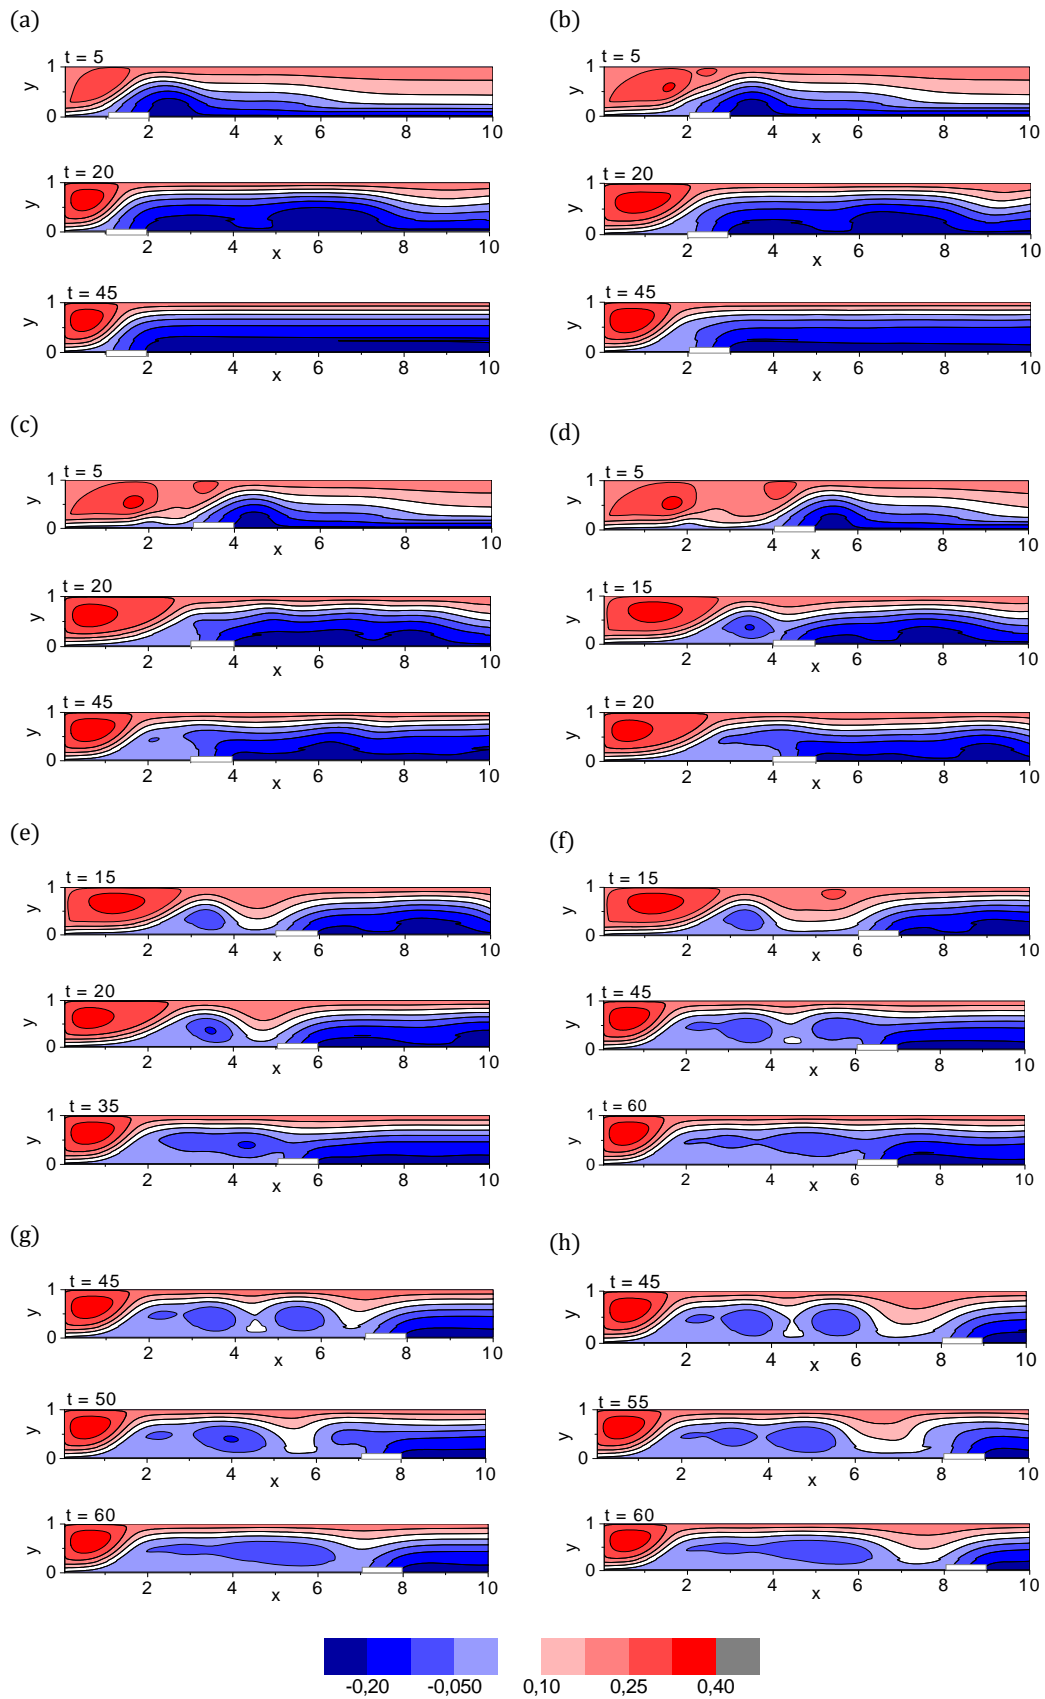 (a) (b)
t = 5 t = 5
1 1
y y
0 0
2 4 6 8 10 2 4 6 8 10
x x
t = 20 t = 20
1 1
y y
0 0
2 4 6 8 10 2 4 6 8 10
x x
t = 45 t = 45
1 1
y y
0 0
2 4 6 8 10 2 4 6 8 10
x x
(c) (d)
t = 5 t = 5
1 1
y y
0 0
2 4 6 8 10 2 4 6 8 10
x x
t = 20 t = 15
1 1
y y
0 0
2 4 6 8 10 2 4 6 8 10
x x
t = 45 t = 20
1 1
y y
0 0
2 4 6 8 10 2 4 6 8 10
x x
(e) (f)
t = 15 t = 15
1 1
y y
0 0
2 4 6 8 10 2 4 6 8 10
x x
t = 20 t = 45
1 1
y y
0 0
2 4 6 8 10 2 4 6 8 10
x x
t = 35 t = 60
1 1
y y
0 0
2 4 6 8 10 2 4 6 8 10
x x
(g) (h)
t = 45 t = 45
1 1
y y
0 0
2 4 6 8 10 2 4 6 8 10
x x
t = 50 t = 55
1 1
y y
0 0
2 4 6 8 10 2 4 6 8 10
x x
t = 60 t = 60
1 1
y y
0 0
2 4 6 8 10 2 4 6 8 10
x x
-0,20 -0,050 0,10 0,25 0,40